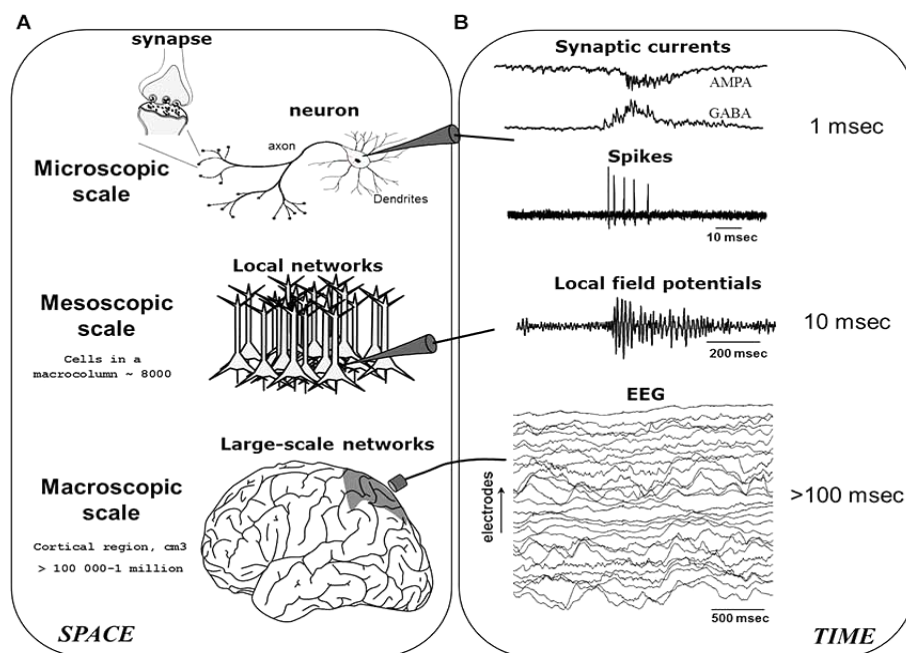 A
synapse
neuron
axon
Dendrites
Microscopic
scale
Local networks
Mesoscopic
scale
Cells in a
macrocolumn ~ 8000
Large-scale networks
Macroscopic
scale
Cortical region, cm3
> 100 000-1 million
SPACE
B
Synaptic currents
AMPA
GABA
1 msec
Spikes
10 msec
Local field potentials
10 msec
200 msec
EEG
electrodes
>100 msec
500 msec
TIME